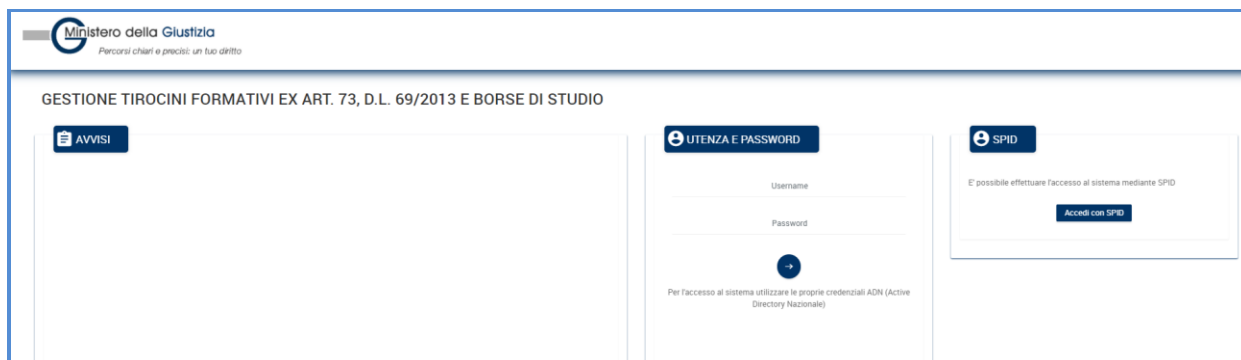 Ministero della Giustizia
Percorsi chiari e precisi: un tuo diritto
GESTIONE TIROCINI FORMATIVI EX ART. 73, D.L. 69/2013 E BORSE DI STUDIO
AVVISI
UTENZA E PASSWORD
Username
Password
Per l'accesso al sistema utilizzare le proprie credenziali ADN (Active
Directory Nazionale)
SPID
E' possibile effettuare l'accesso al sistema mediante SPID
Accedi con SPID